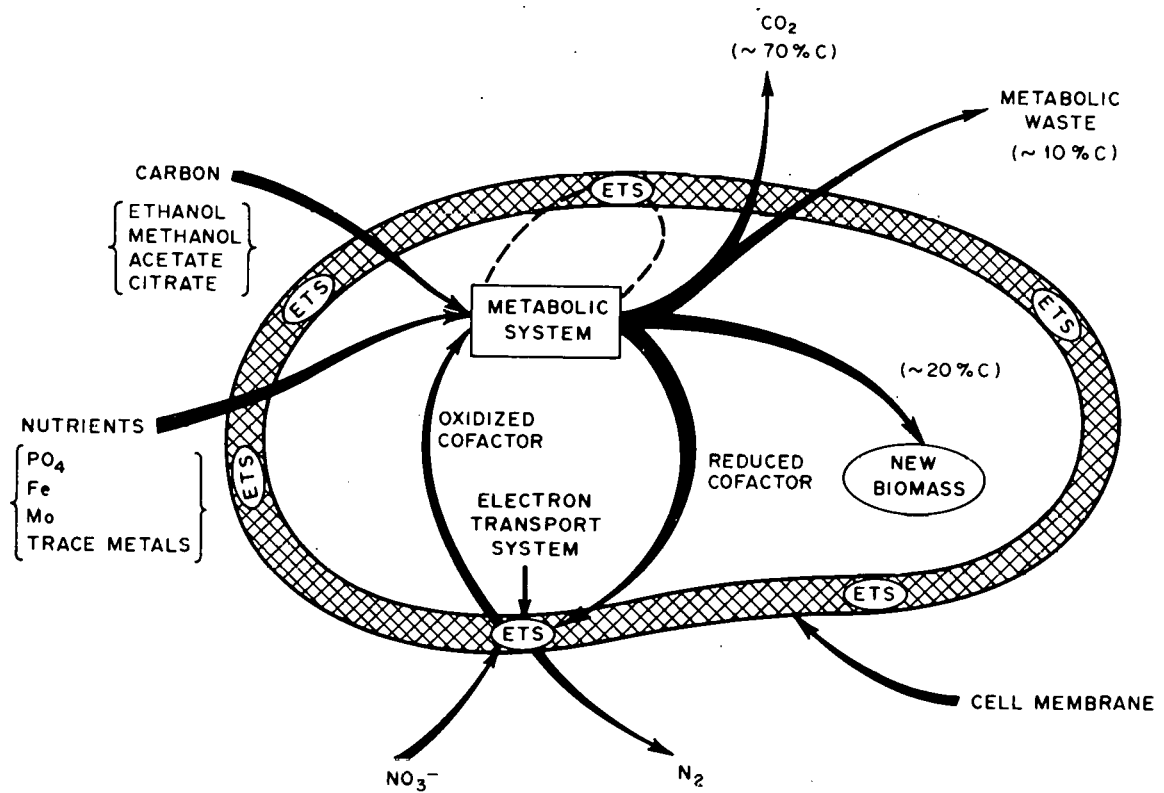 CO₂
(~ 70 % C)
METABOLIC
WASTE
(~ 10 % C)
CARBON
ETHANOL
METHANOL
ACETATE
CITRATE
ETS
ETS
ETS
METABOLIC
SYSTEM
(~20%C)
NUTRIENTS
PO₄
Fe
Mo
TRACE METALS
ETS
OXIDIZED
COFACTOR
REDUCED
COFACTOR
NEW
BIOMASS
ELECTRON
TRANSPORT
SYSTEM
ETS
ETS
CELL MEMBRANE
NO₃⁻
N₂